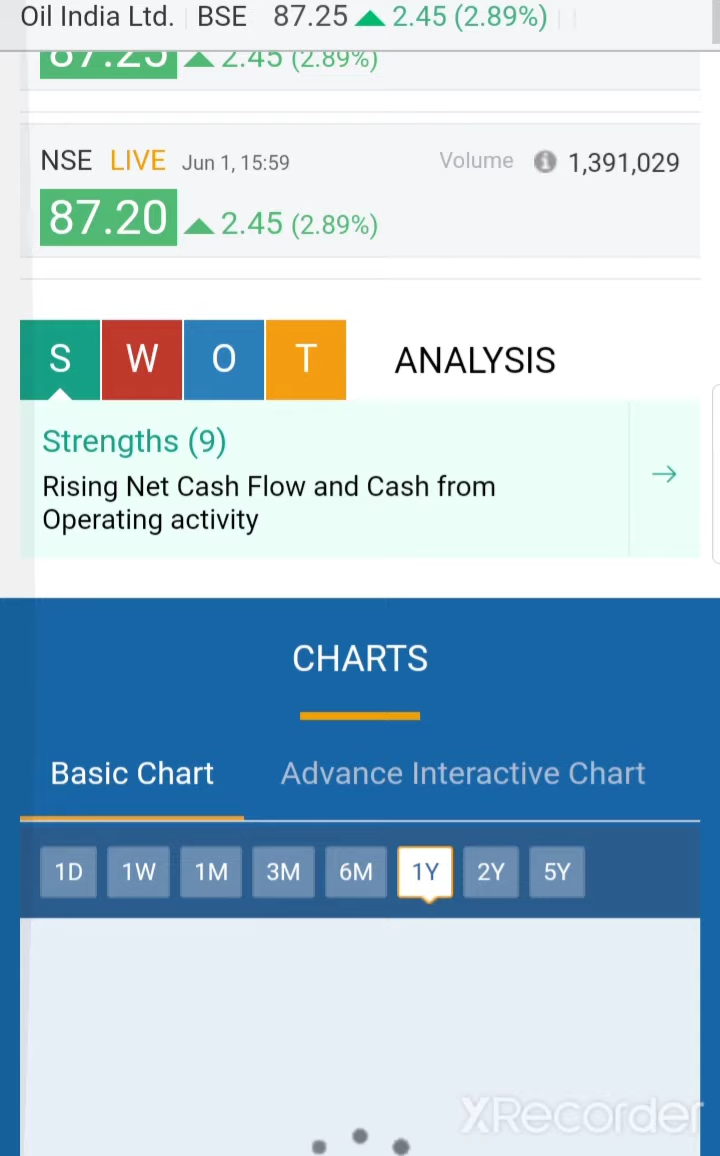 Oil India Ltd. BSE 87.25 2.45 (2.89%)
87.25 2.45 (2.89%)
NSE LIVE Jun 1, 15:59 Volume 1,391,029
87.20 2.45 (2.89%)
S W O T ANALYSIS
Strengths (9)
Rising Net Cash Flow and Cash from
Operating activity
CHARTS
Basic Chart Advance Interactive Chart
1D 1W 1M 3M 6M 1Y 2Y 5Y
XRecorder